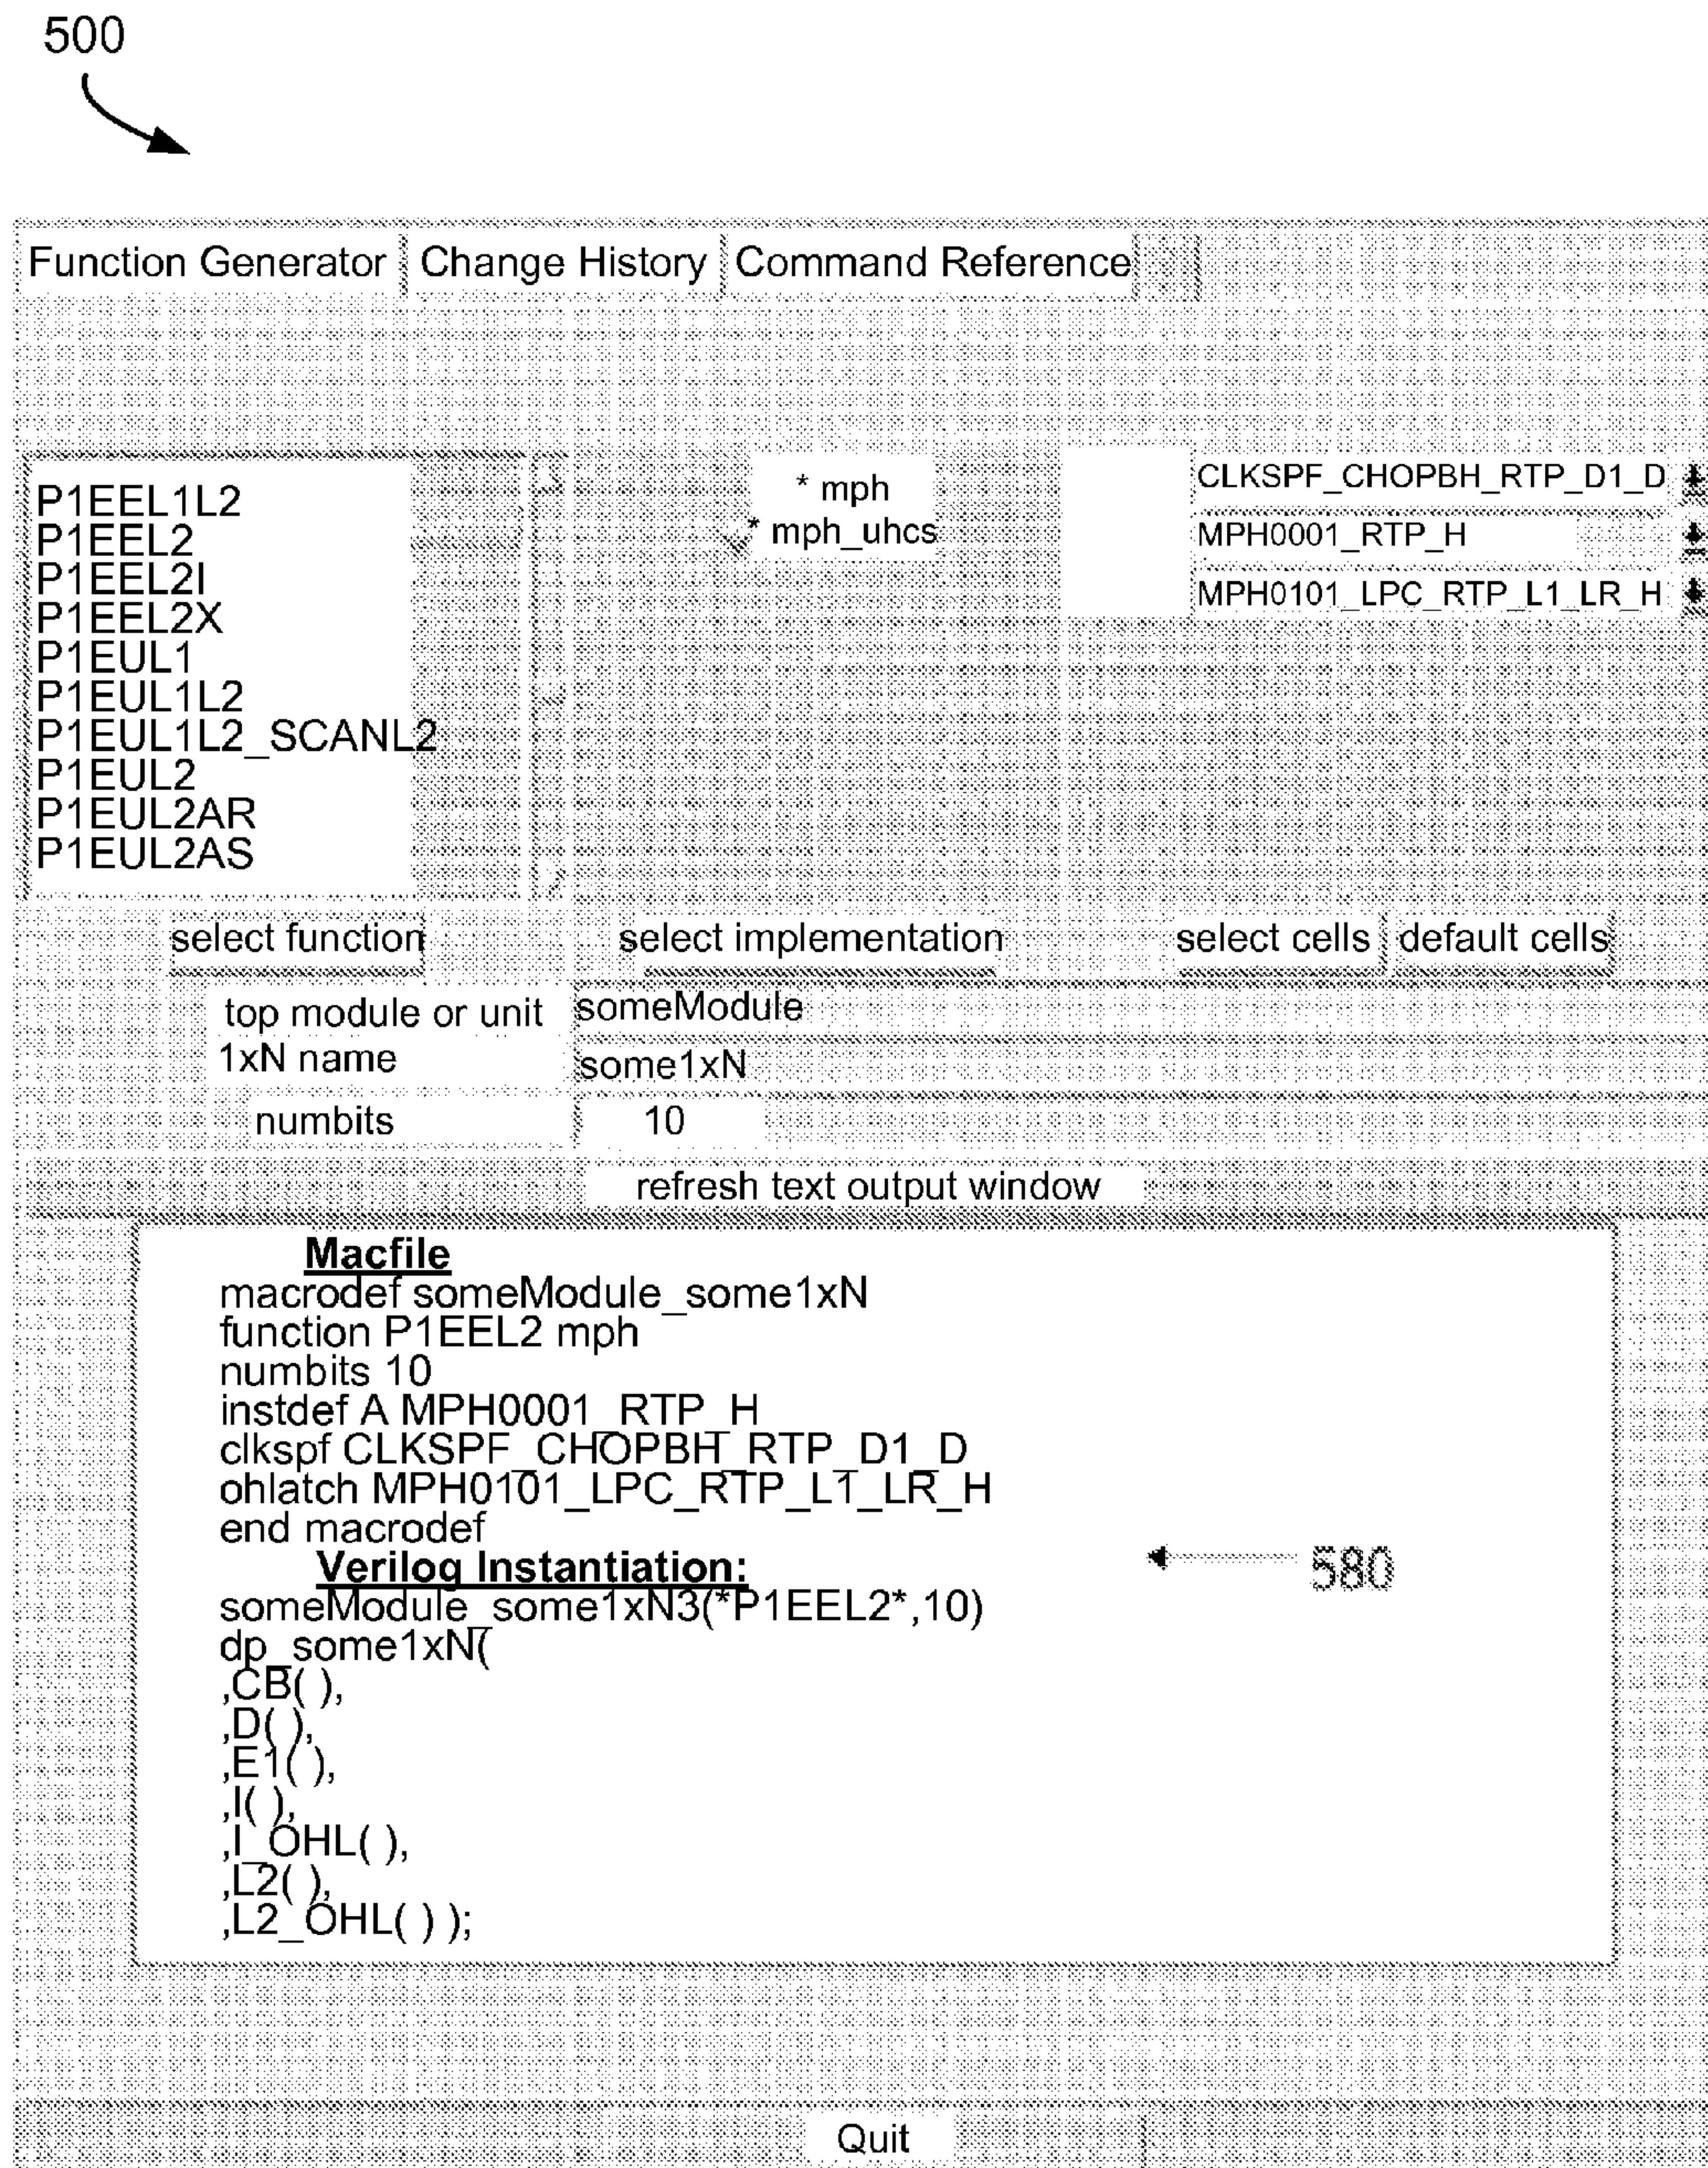 500
Function Generator Change History Command Reference
P1EEL1L2
P1EEL2
P1EEL2I
P1EEL2X
P1EUL1
P1EUL1L2
P1EUL1L2_SCANL2
P1EUL2
P1EUL2AR
P1EUL2AS
* mph
* mph_uhcs
CLKSPF_CHOPBH_RTP_D1_D
MPH0001_RTP_H
MPH0101_LPC_RTP_L1_LR_H
select function select implementation select cells default cells
top module or unit someModule
1xN name some1xN
numbits 10
refresh text output window
Macfile
macrodef someModule_some1xN
function P1EEL2 mph
numbits 10
instdef A MPH0001_RTP_H
clkspf CLKSPF_CHOPBH_RTP_D1_D
ohlatch MPH0101_LPC_RTP_L1_LR_H
end macrodef
Verilog Instantiation:
580
someModule_some1xN3(*P1EEL2*,10)
dp_some1xN(
,CB( ),
,D( ),
,E1( ),
,I( ),
,I_OHL( ),
,L2( ),
,L2_OHL( ) );
Quit